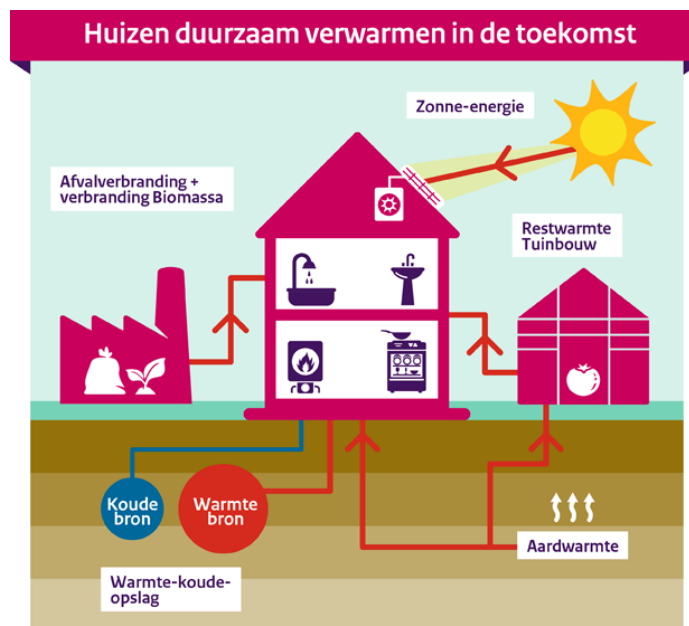 Huizen duurzaam verwarmen in de toekomst
Zonne-energie
Afvalverbranding +
verbranding Biomassa
Restwarmte
Tuinbouw
Koude
bron
Warmte
bron
Aardwarmte
Warmte-koude-
opslag